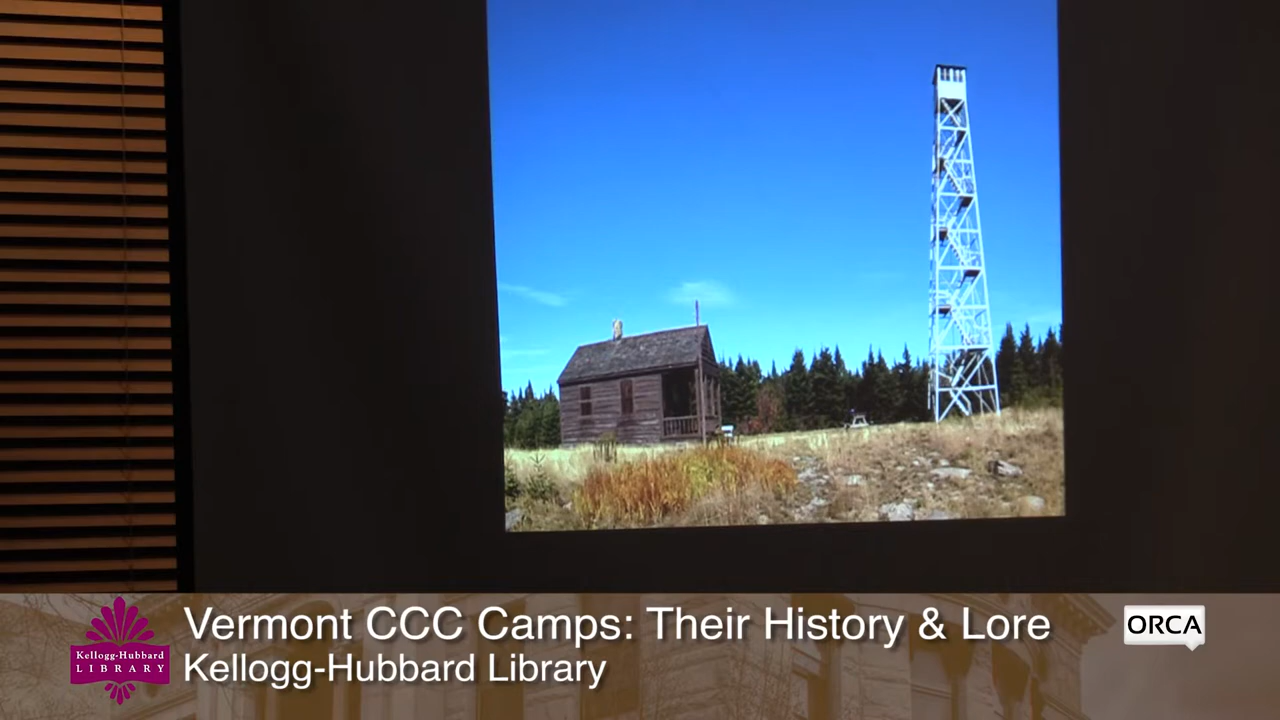 Vermont CCC Camps: Their History & Lore
Kellogg-Hubbard Library
Kellogg-Hubbard
LIBRARY
ORCA